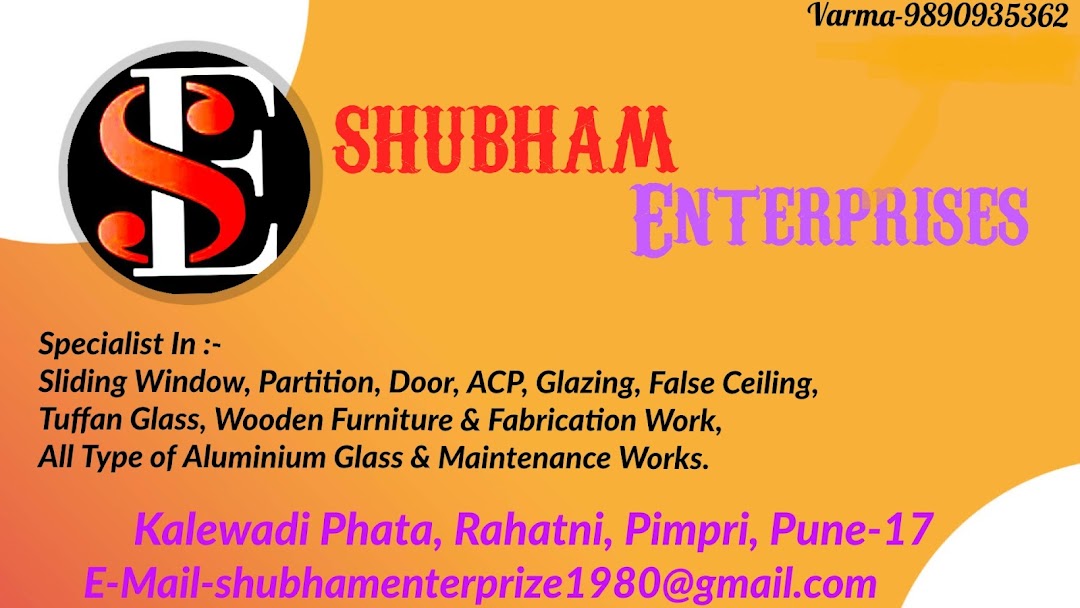 Varma-9890935362
SE
SHUBHAM
ENTERPRISES
Specialist In :-
Sliding Window, Partition, Door, ACP, Glazing, False Ceiling,
Tuffan Glass, Wooden Furniture & Fabrication Work,
All Type of Aluminium Glass & Maintenance Works.
Kalewadi Phata, Rahatni, Pimpri, Pune-17
E-Mail-shubhamenterprize1980@gmail.com